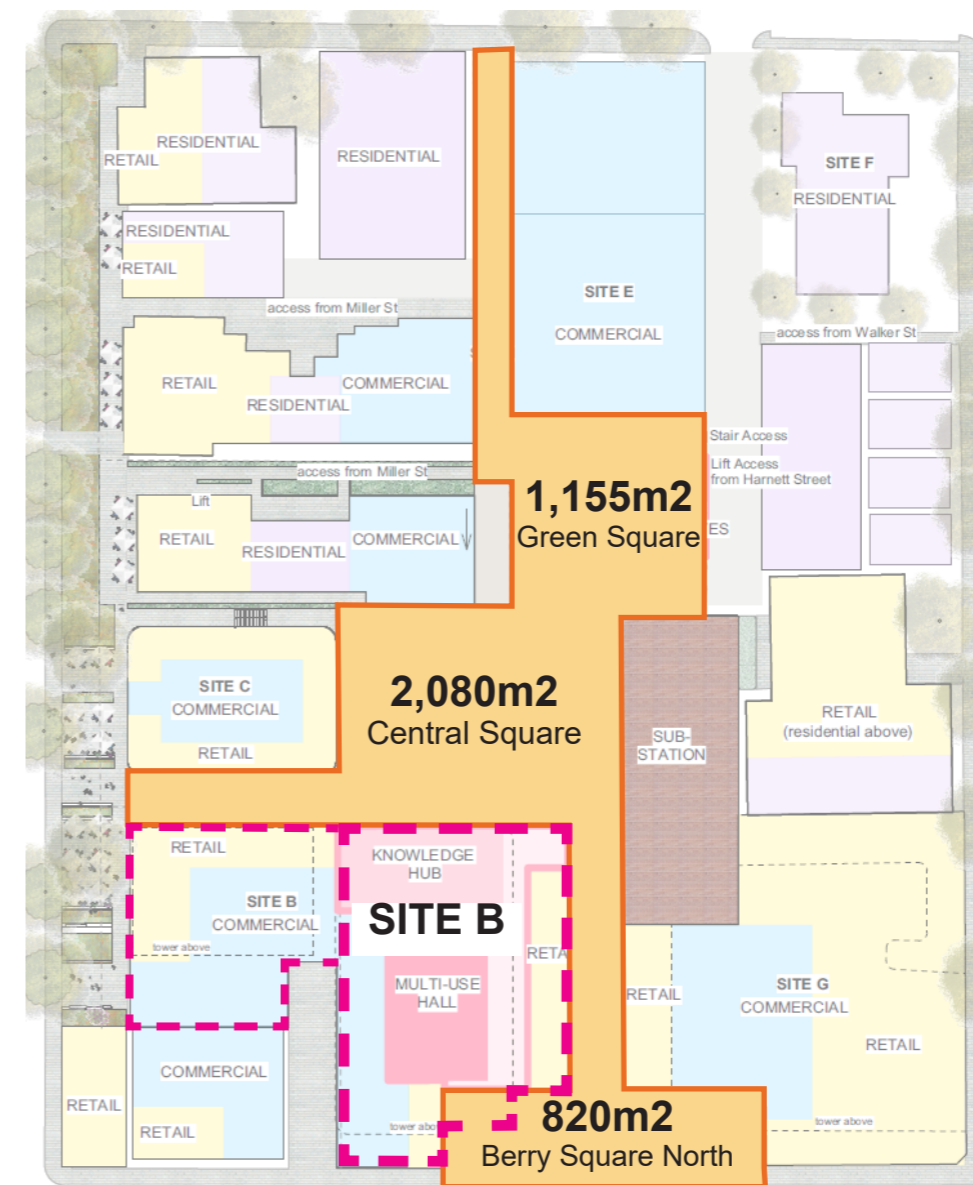 RESIDENTIAL
RETAIL
RESIDENTIAL
SITE F
RESIDENTIAL
RESIDENTIAL
RETAIL
SITE E
COMMERCIAL
access from Miller St
access from Walker St
RETAIL
COMMERCIAL
RESIDENTIAL
Stair Access
Lift Access
from Harnett Street
access from Miller St
Lift
1,155m2
Green Square
ES
RETAIL
RESIDENTIAL
COMMERCIAL
SITE C
COMMERCIAL
RETAIL
2,080m2
Central Square
SUB-
STATION
RETAIL
(residential above)
RETAIL
KNOWLEDGE
HUB
SITE B
COMMERCIAL
SITE B
tower above
RETA
MULTI-USE
HALL
RETAIL
SITE G
COMMERCIAL
RETAIL
COMMERCIAL
RETAIL
RETAIL
tower abo
820m2
Berry Square North
tower above